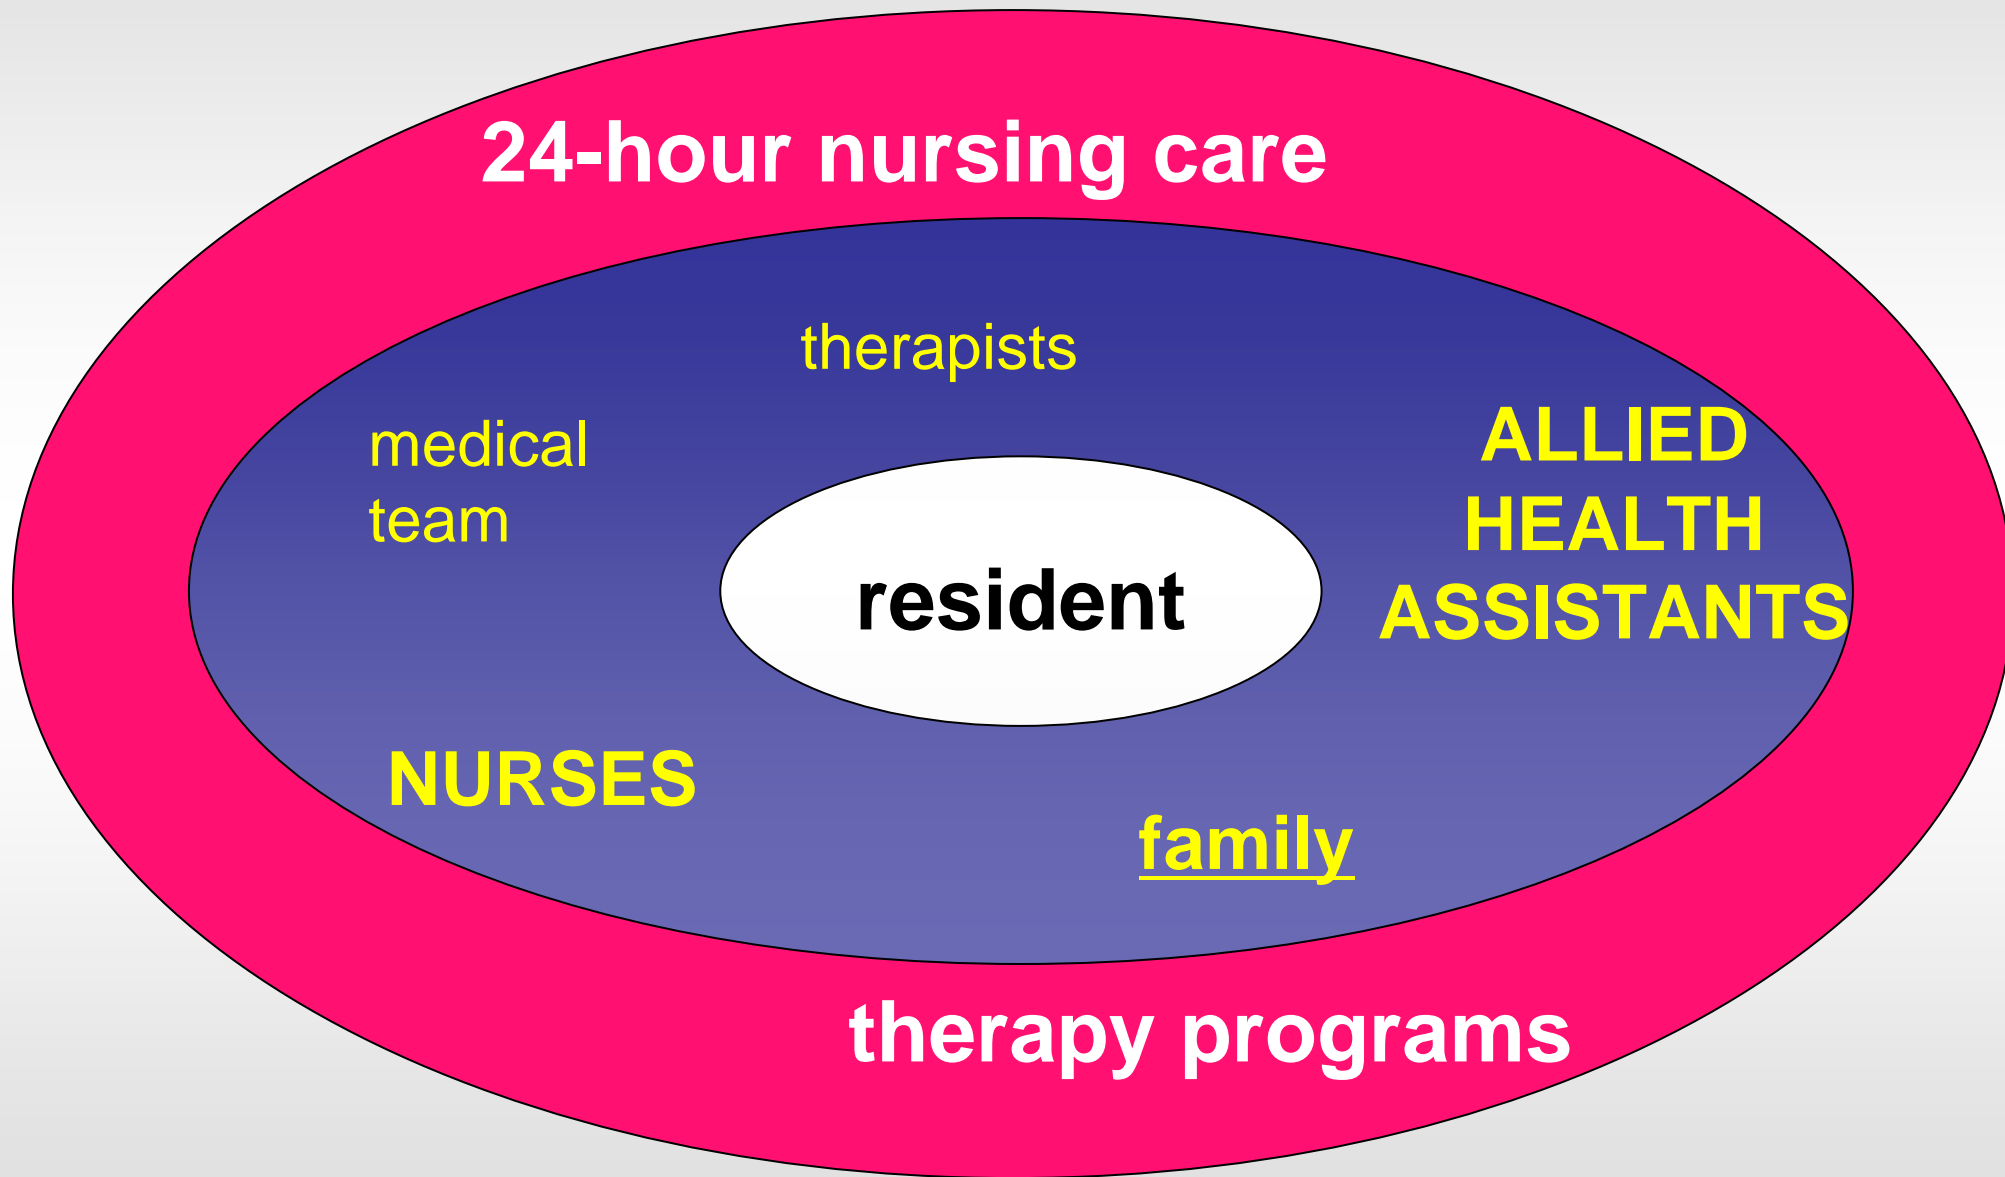 24-hour nursing care
therapists
medical
team
ALLIED
HEALTH
ASSISTANTS
resident
NURSES
family
therapy programs